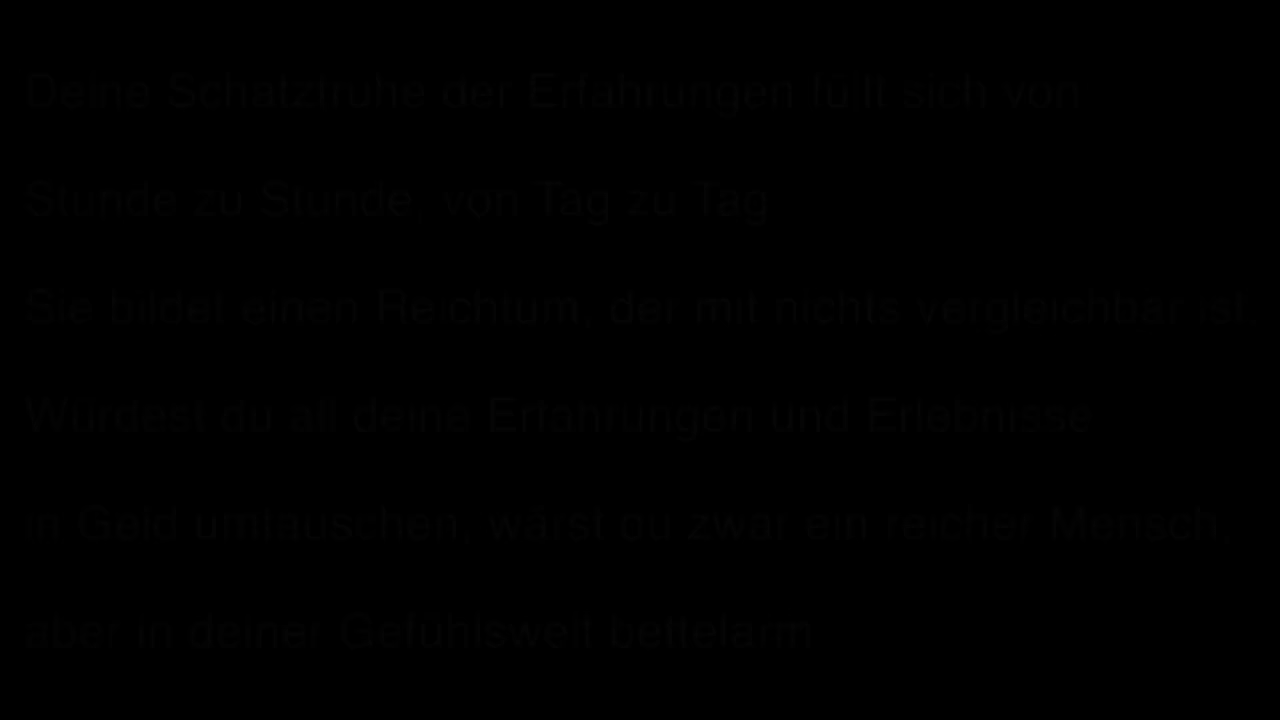 Deine Schatztruhe der Erfahrungen füllt sich von
Stunde zu Stunde, von Tag zu Tag
Sie bildet einen Reichtum, der mit nichts vergleichbar ist.
Würdest du all deine Erfahrungen und Erlebnisse
in Geld umtauschen, wärst du zwar ein reicher Mensch,
aber in deiner Gefühlswelt bettelarm